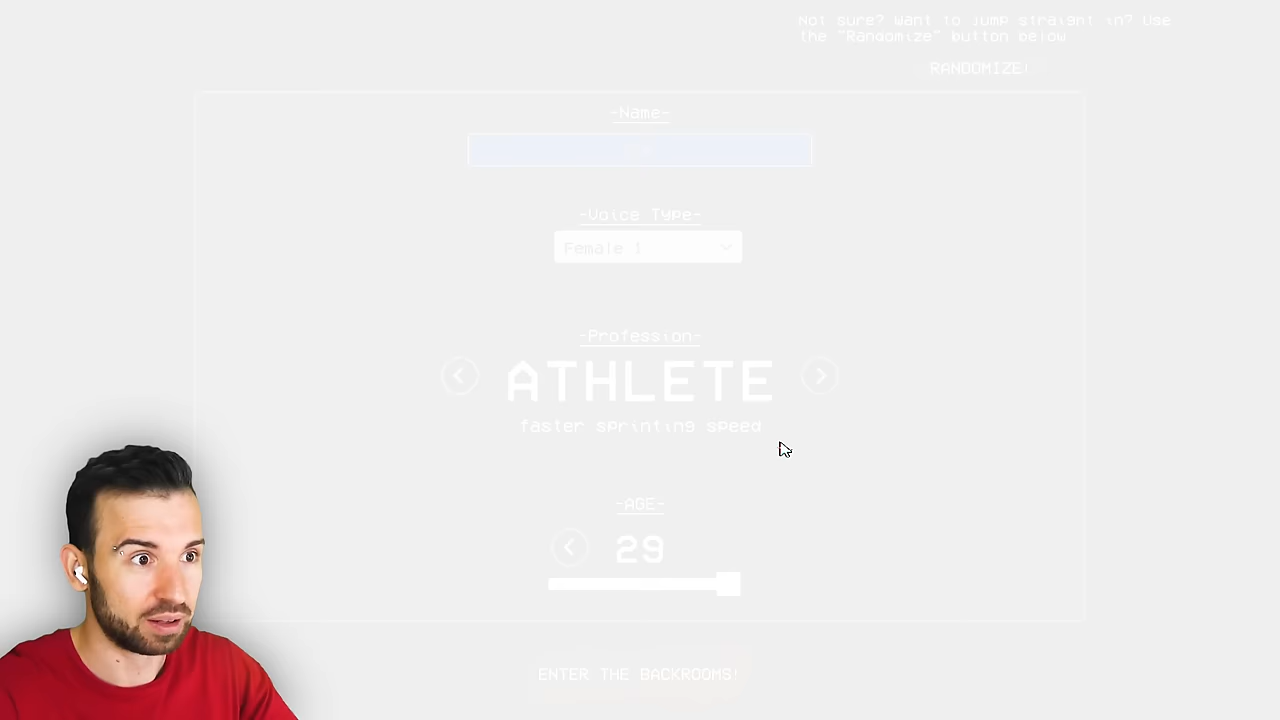 Not sure? Want to jump straight in? Use
the "Randomize" button below
RANDOMIZE!
-Name-
-Voice Type-
Female 1
-Profession-
ATHLETE
faster sprinting speed
-AGE-
29
ENTER THE BACKROOMS!